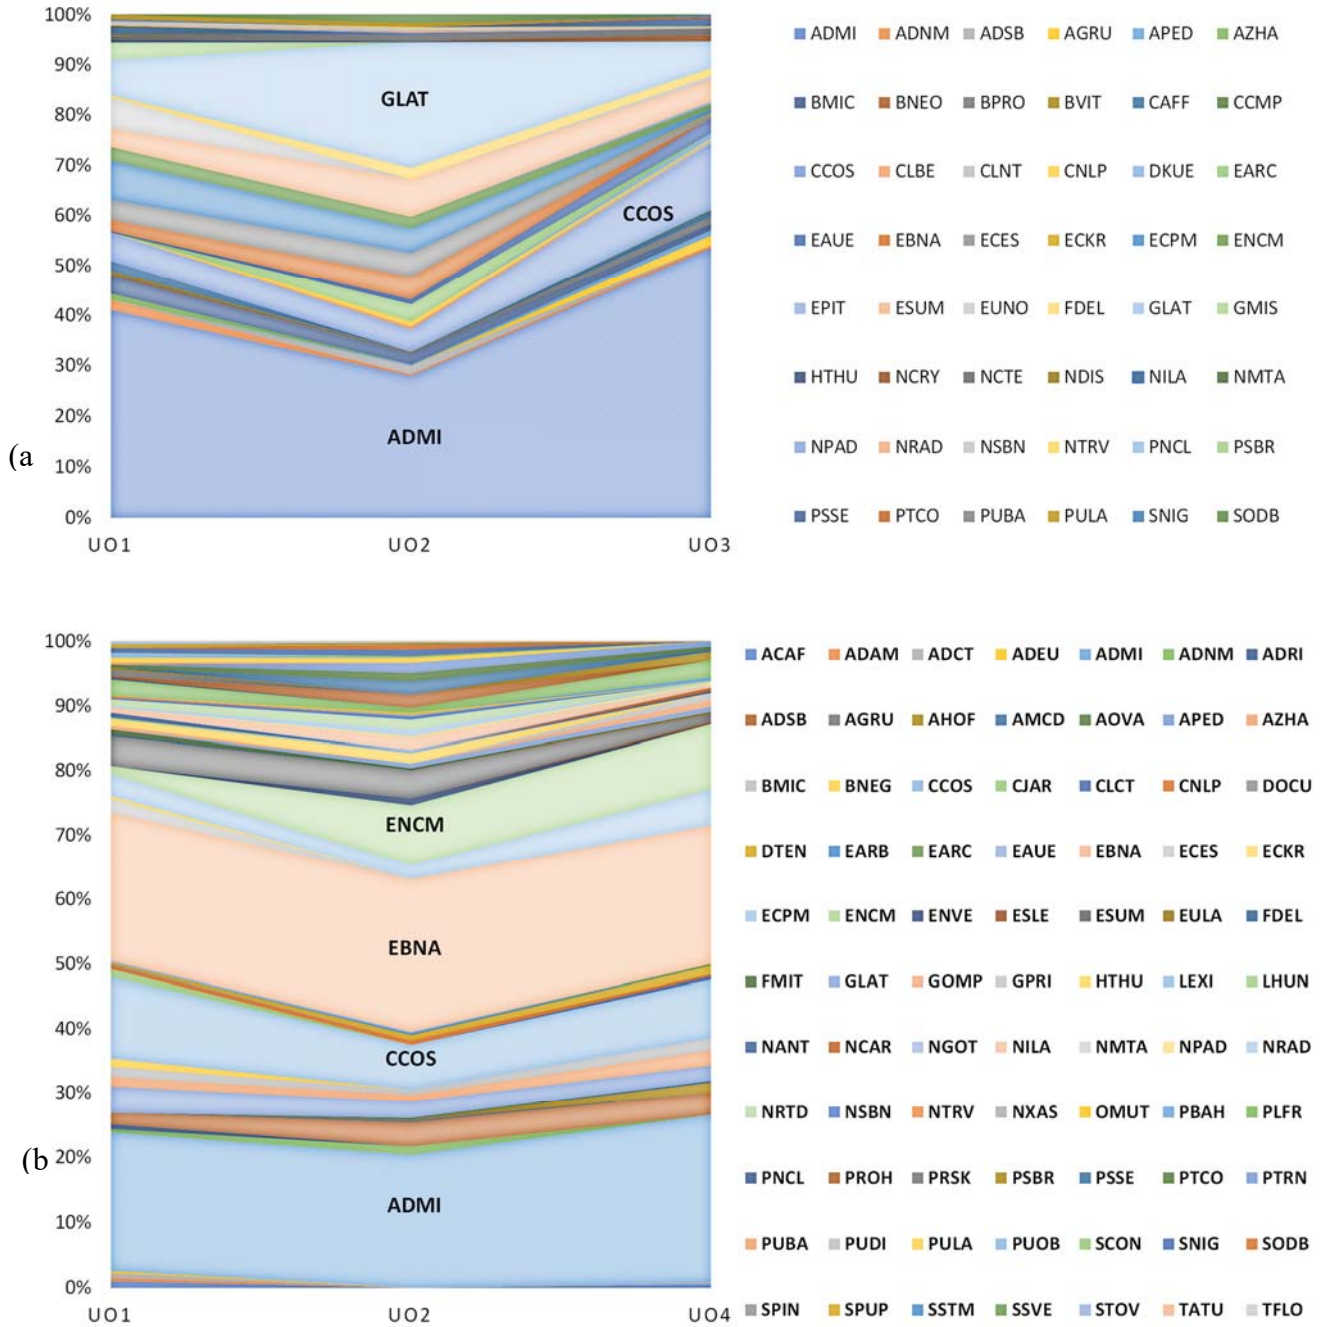 100%
90%
80%
70%
60%
50%
40%
30%
20%
10%
0%
GLAT
CCOS
ADMI
(a
UO1 UO2 UO3
ADMI ADNM ADSB AGRU APED AZHA
BMIC BNEO BPRO BVIT CAFF CCMP
CCOS CLBE CLNT CNLP DKUE EARC
EAUE EBNA ECES ECKR ECPM ENCM
EPIT ESUM EUNO FDEL GLAT GMIS
HTHU NCRY NCTE NDIS NILA NMTA
NPAD NRAD NSBN NTRV PNCL PSBR
PSSE PTCO PUBA PULA SNIG SODB
100%
90%
80%
70%
60%
50%
40%
30%
20%
10%
0%
ENCM
EBNA
CCOS
ADMI
(b
UO1 UO2 UO4
ACAF ADAM ADCT ADEU ADMI ADNM ADRI
ADSB AGRU AHOF AMCD AOVA APED AZHA
BMIC BNEG CCOS CJAR CLCT CNLP DOCU
DTEN EARB EARC EAUE EBNA ECES ECKR
ECPM ENCM ENVE ESLE ESUM EULA FDEL
FMIT GLAT GOMP GPRI HTHU LEXI LHUN
NANT NCAR NGOT NILA NMTA NPAD NRAD
NRTD NSBN NTRV NXAS OMUT PBAH PLFR
PNCL PROH PRSK PSBR PSSE PTCO PTRN
PUBA PUDI PULA PUOB SCON SNIG SODB
SPIN SPUP SSTM SSVE STOV TATU TFLO